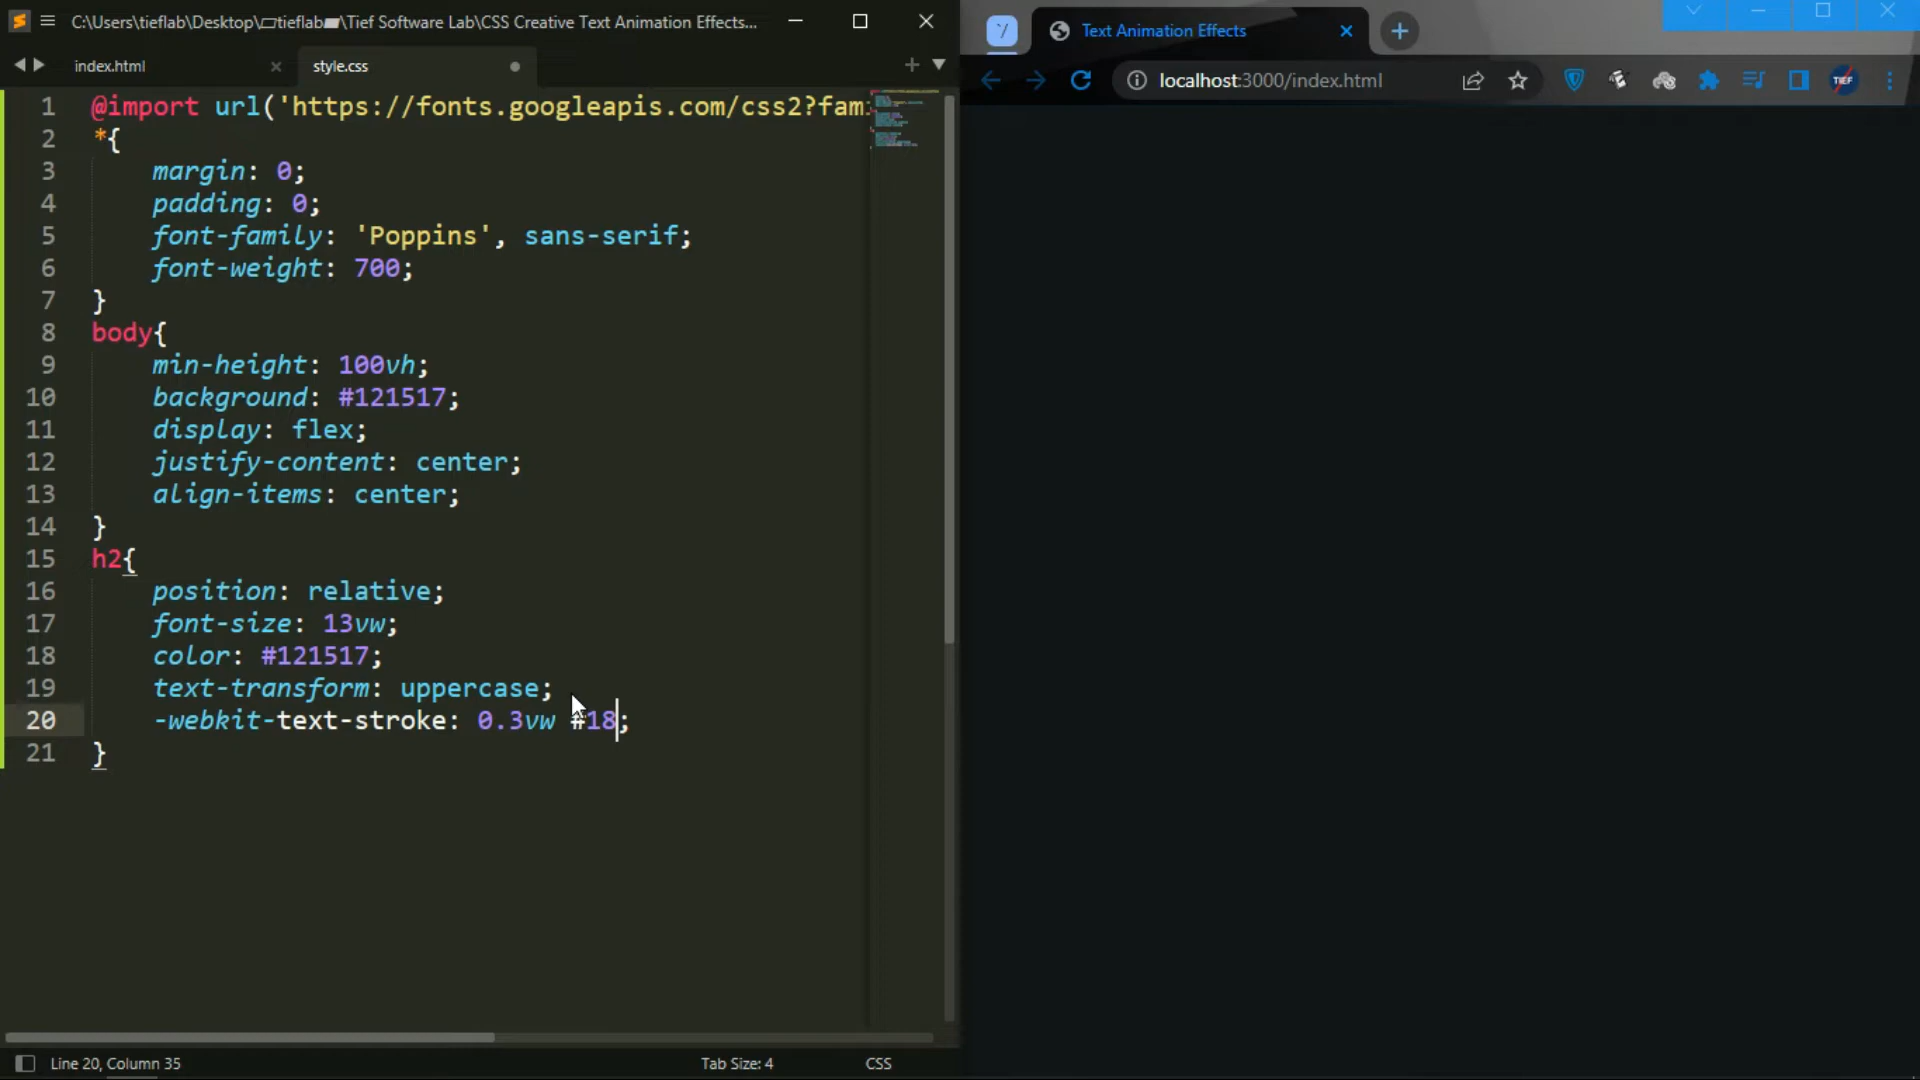 C:\Users\tieflab\Desktop\▭tieflab▰\Tief Software Lab\CSS Creative Text Animation Effects...
index.html
style.css
1 @import url('https://fonts.googleapis.com/css2?fam
2 *{
3 margin: 0;
4 padding: 0;
5 font-family: 'Poppins', sans-serif;
6 font-weight: 700;
7 }
8 body{
9 min-height: 100vh;
10 background: #121517;
11 display: flex;
12 justify-content: center;
13 align-items: center;
14 }
15 h2{
16 position: relative;
17 font-size: 13vw;
18 color: #121517;
19 text-transform: uppercase;
20 -webkit-text-stroke: 0.3vw #18;
21 }
Line 20, Column 35
Tab Size: 4
CSS
Text Animation Effects
localhost:3000/index.html
TIEF